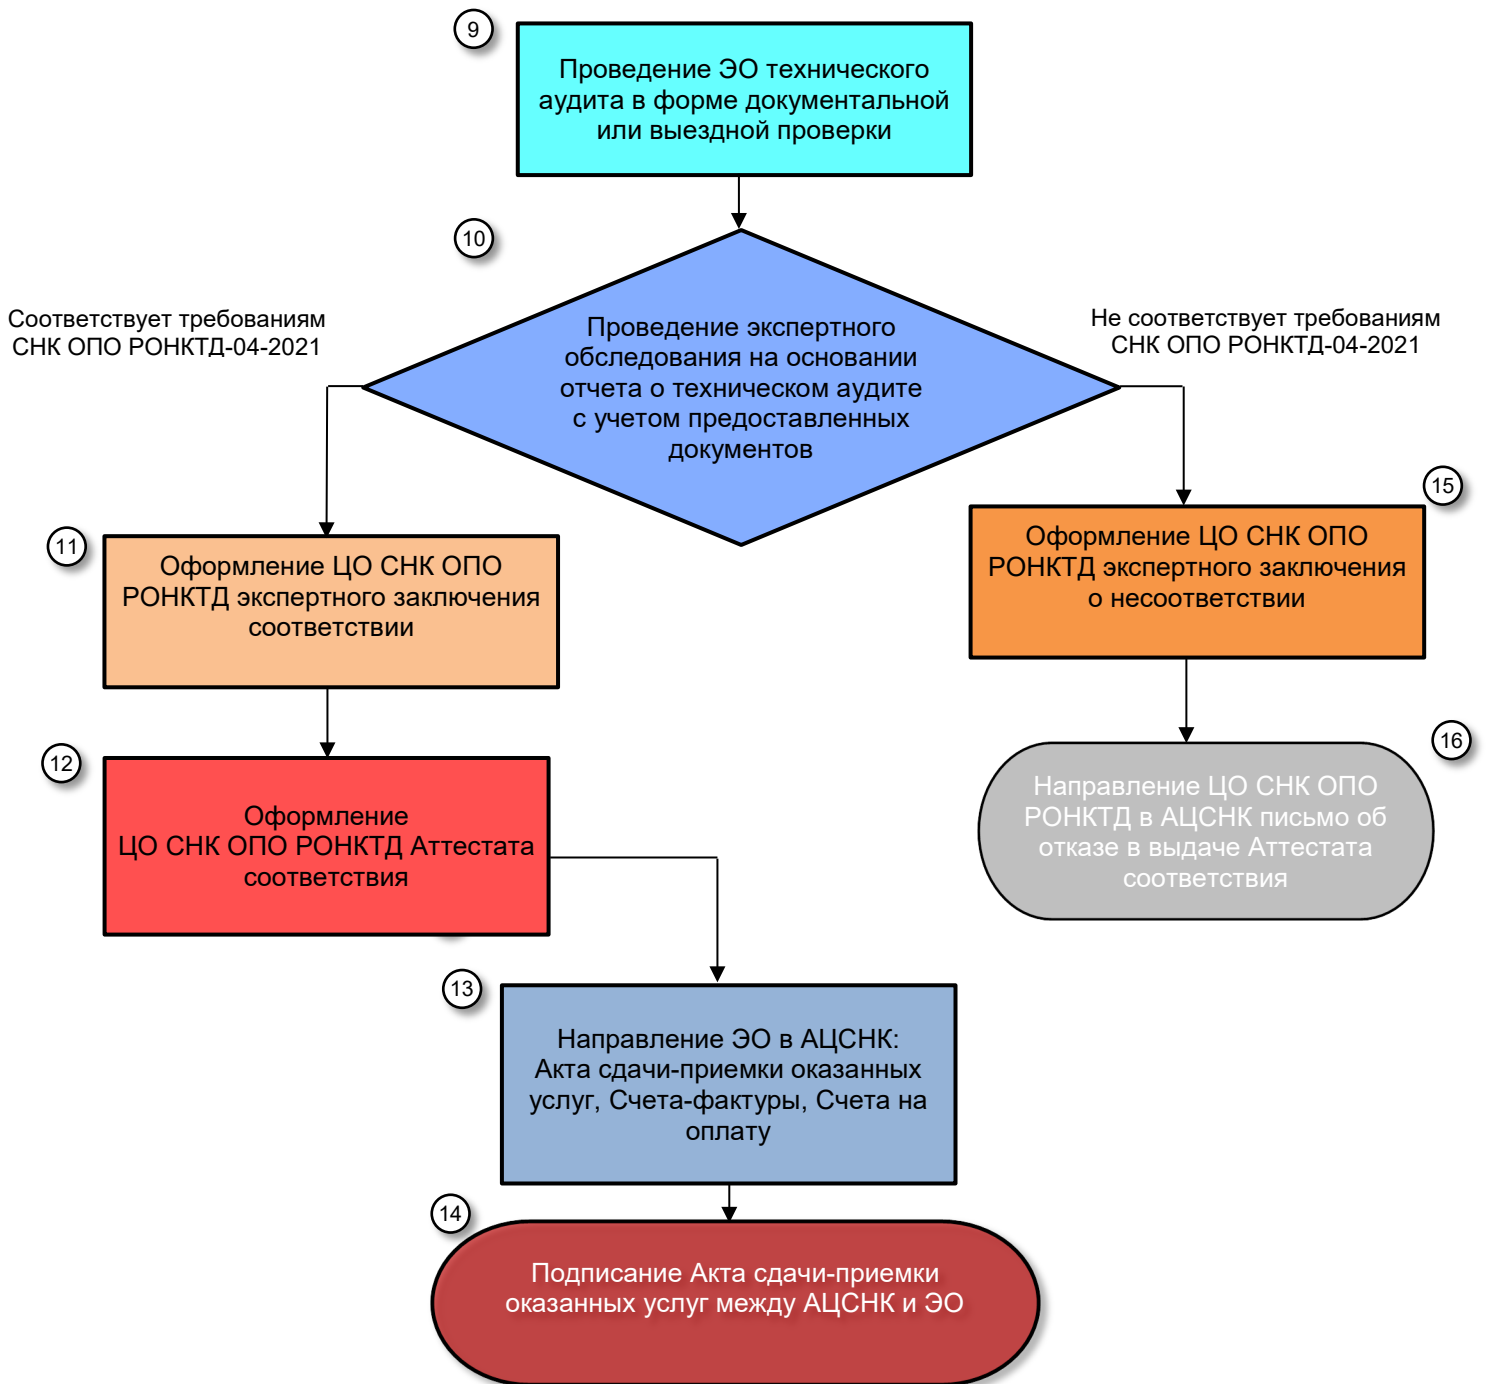 9
Проведение ЭО технического
аудита в форме документальной
или выездной проверки
10
Соответствует требованиям
СНК ОПО РОНКТД-04-2021
Проведение экспертного
обследования на основании
отчета о техническом аудите
с учетом предоставленных
документов
Не соответствует требованиям
СНК ОПО РОНКТД-04-2021
11
Оформление ЦО СНК ОПО
РОНКТД экспертного заключения
соответствии
15
Оформление ЦО СНК ОПО
РОНКТД экспертного заключения
о несоответствии
12
Оформление
ЦО СНК ОПО РОНКТД Аттестата
соответствия
16
Направление ЦО СНК ОПО
РОНКТД в АЦСНК письмо об
отказе в выдаче Аттестата
соответствия
13
Направление ЭО в АЦСНК:
Акта сдачи-приемки оказанных
услуг, Счета-фактуры, Счета на
оплату
14
Подписание Акта сдачи-приемки
оказанных услуг между АЦСНК и ЭО